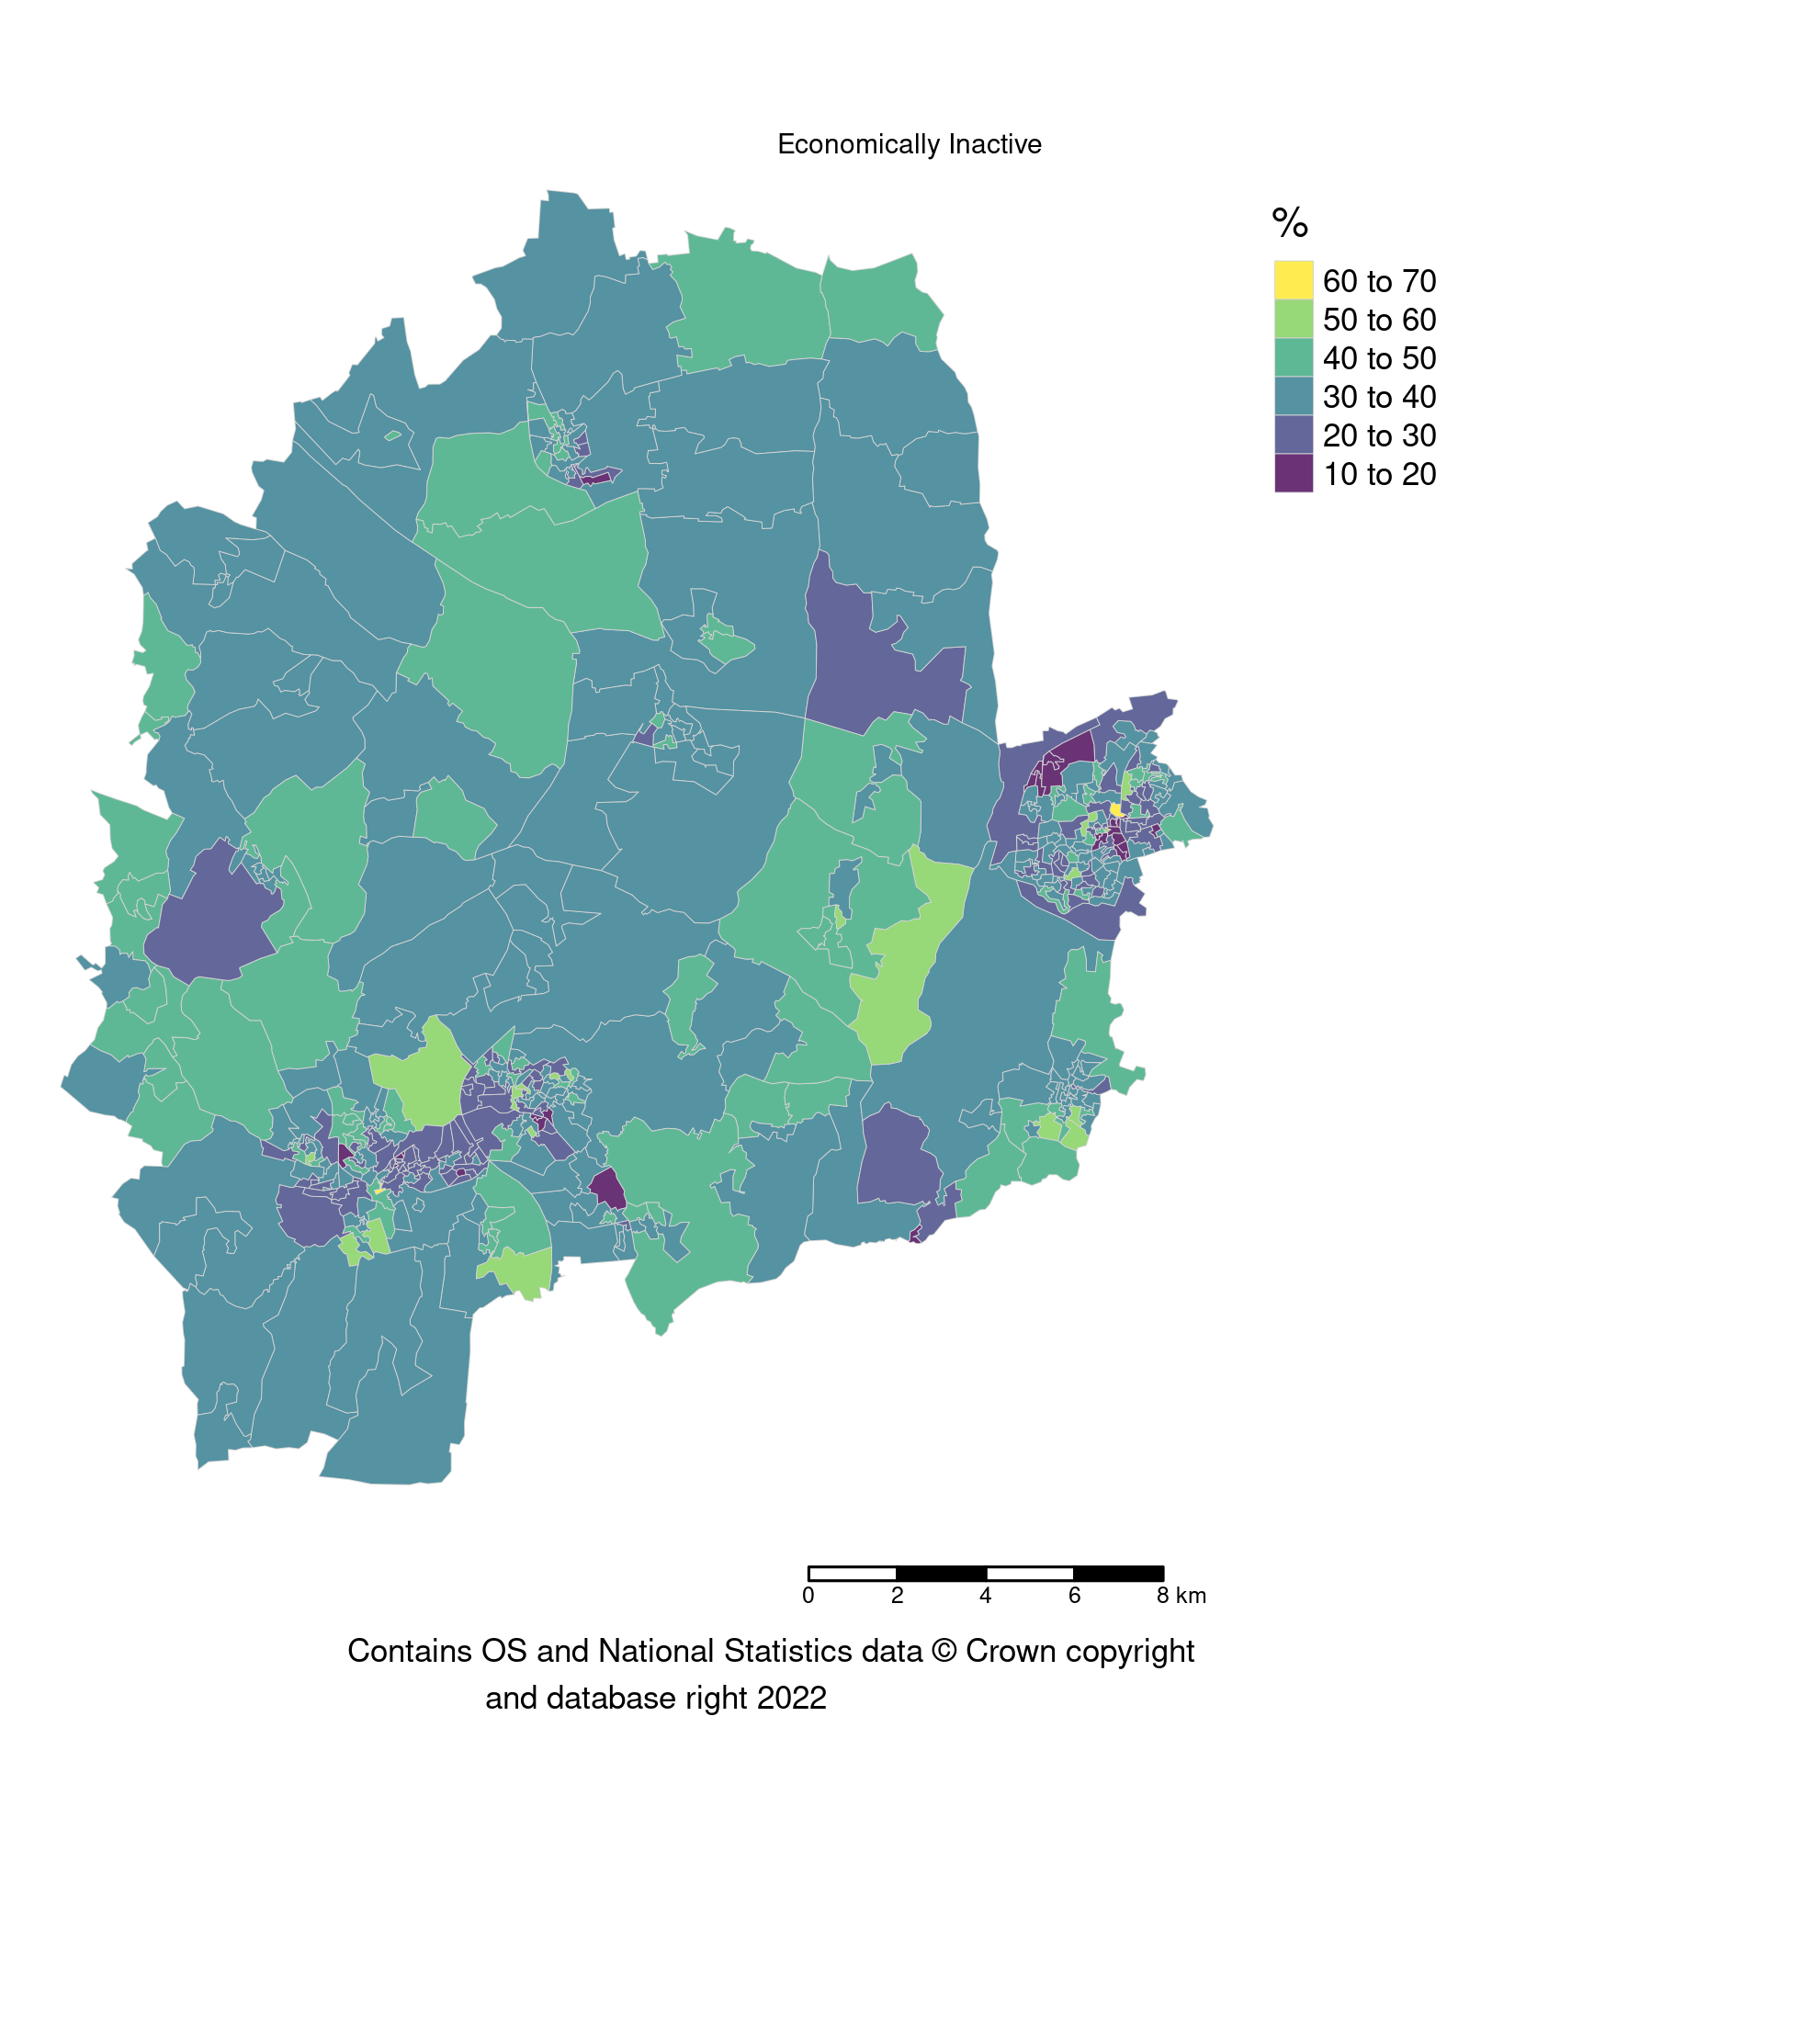 Economically Inactive
%
60 to 70
50 to 60
40 to 50
30 to 40
20 to 30
10 to 20
0 2 4 6 8 km
Contains OS and National Statistics data © Crown copyright
and database right 2022